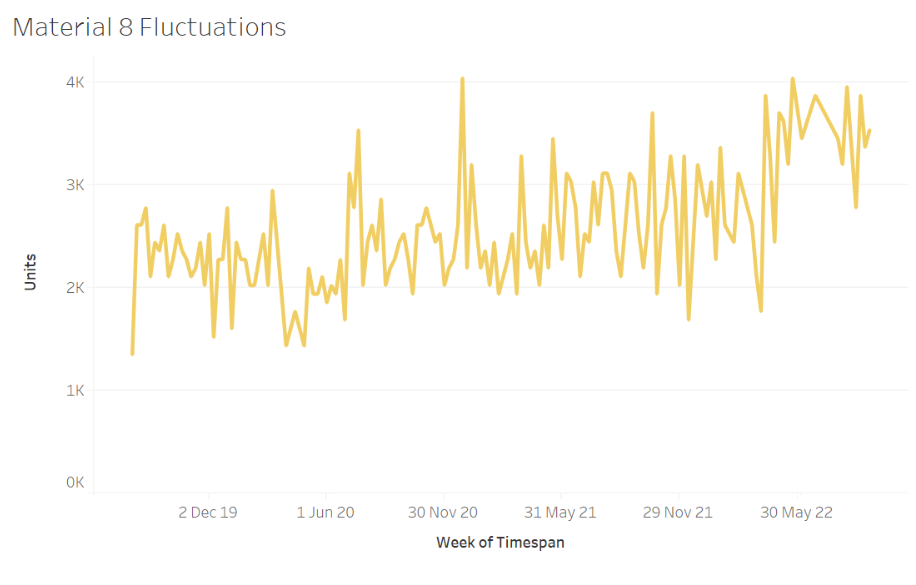 Material 8 Fluctuations
4K
3K
2K
1K
0K
Units
2 Dec 19
1 Jun 20
30 Nov 20
31 May 21
29 Nov 21
30 May 22
Week of Timespan